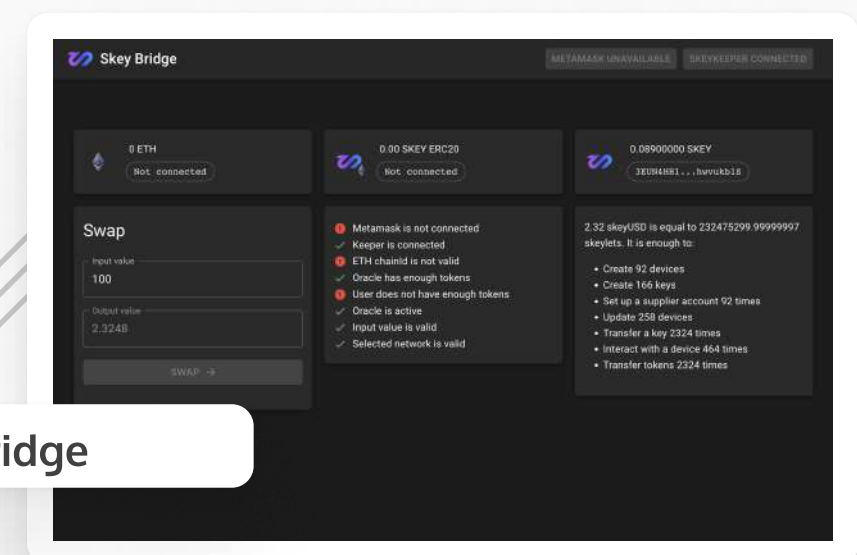 Skey Bridge
METAMASK UNAVAILABLE
SKEYKEEPER CONNECTED
0 ETH
Not connected
0.00 SKEY ERC20
Not connected
0.08900000 SKEY
3EUN4HB1...hwvukb18
Swap
Input value
100
Output value
2.3248
SWAP →
Metamask is not connected
Keeper is connected
ETH chainId is not valid
Oracle has enough tokens
User does not have enough tokens
Oracle is active
Input value is valid
Selected network is valid
2.32 skeyUSD is equal to 232475299.99999997
skeylets. It is enough to:
• Create 92 devices
• Create 166 keys
• Set up a supplier account 92 times
• Update 258 devices
• Transfer a key 2324 times
• Interact with a device 464 times
• Transfer tokens 2324 times
idge